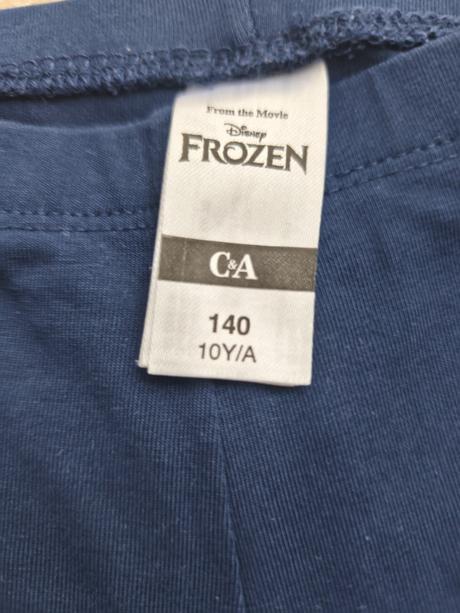 From the Movie
Disney
FROZEN
C&A
140
10Y/A